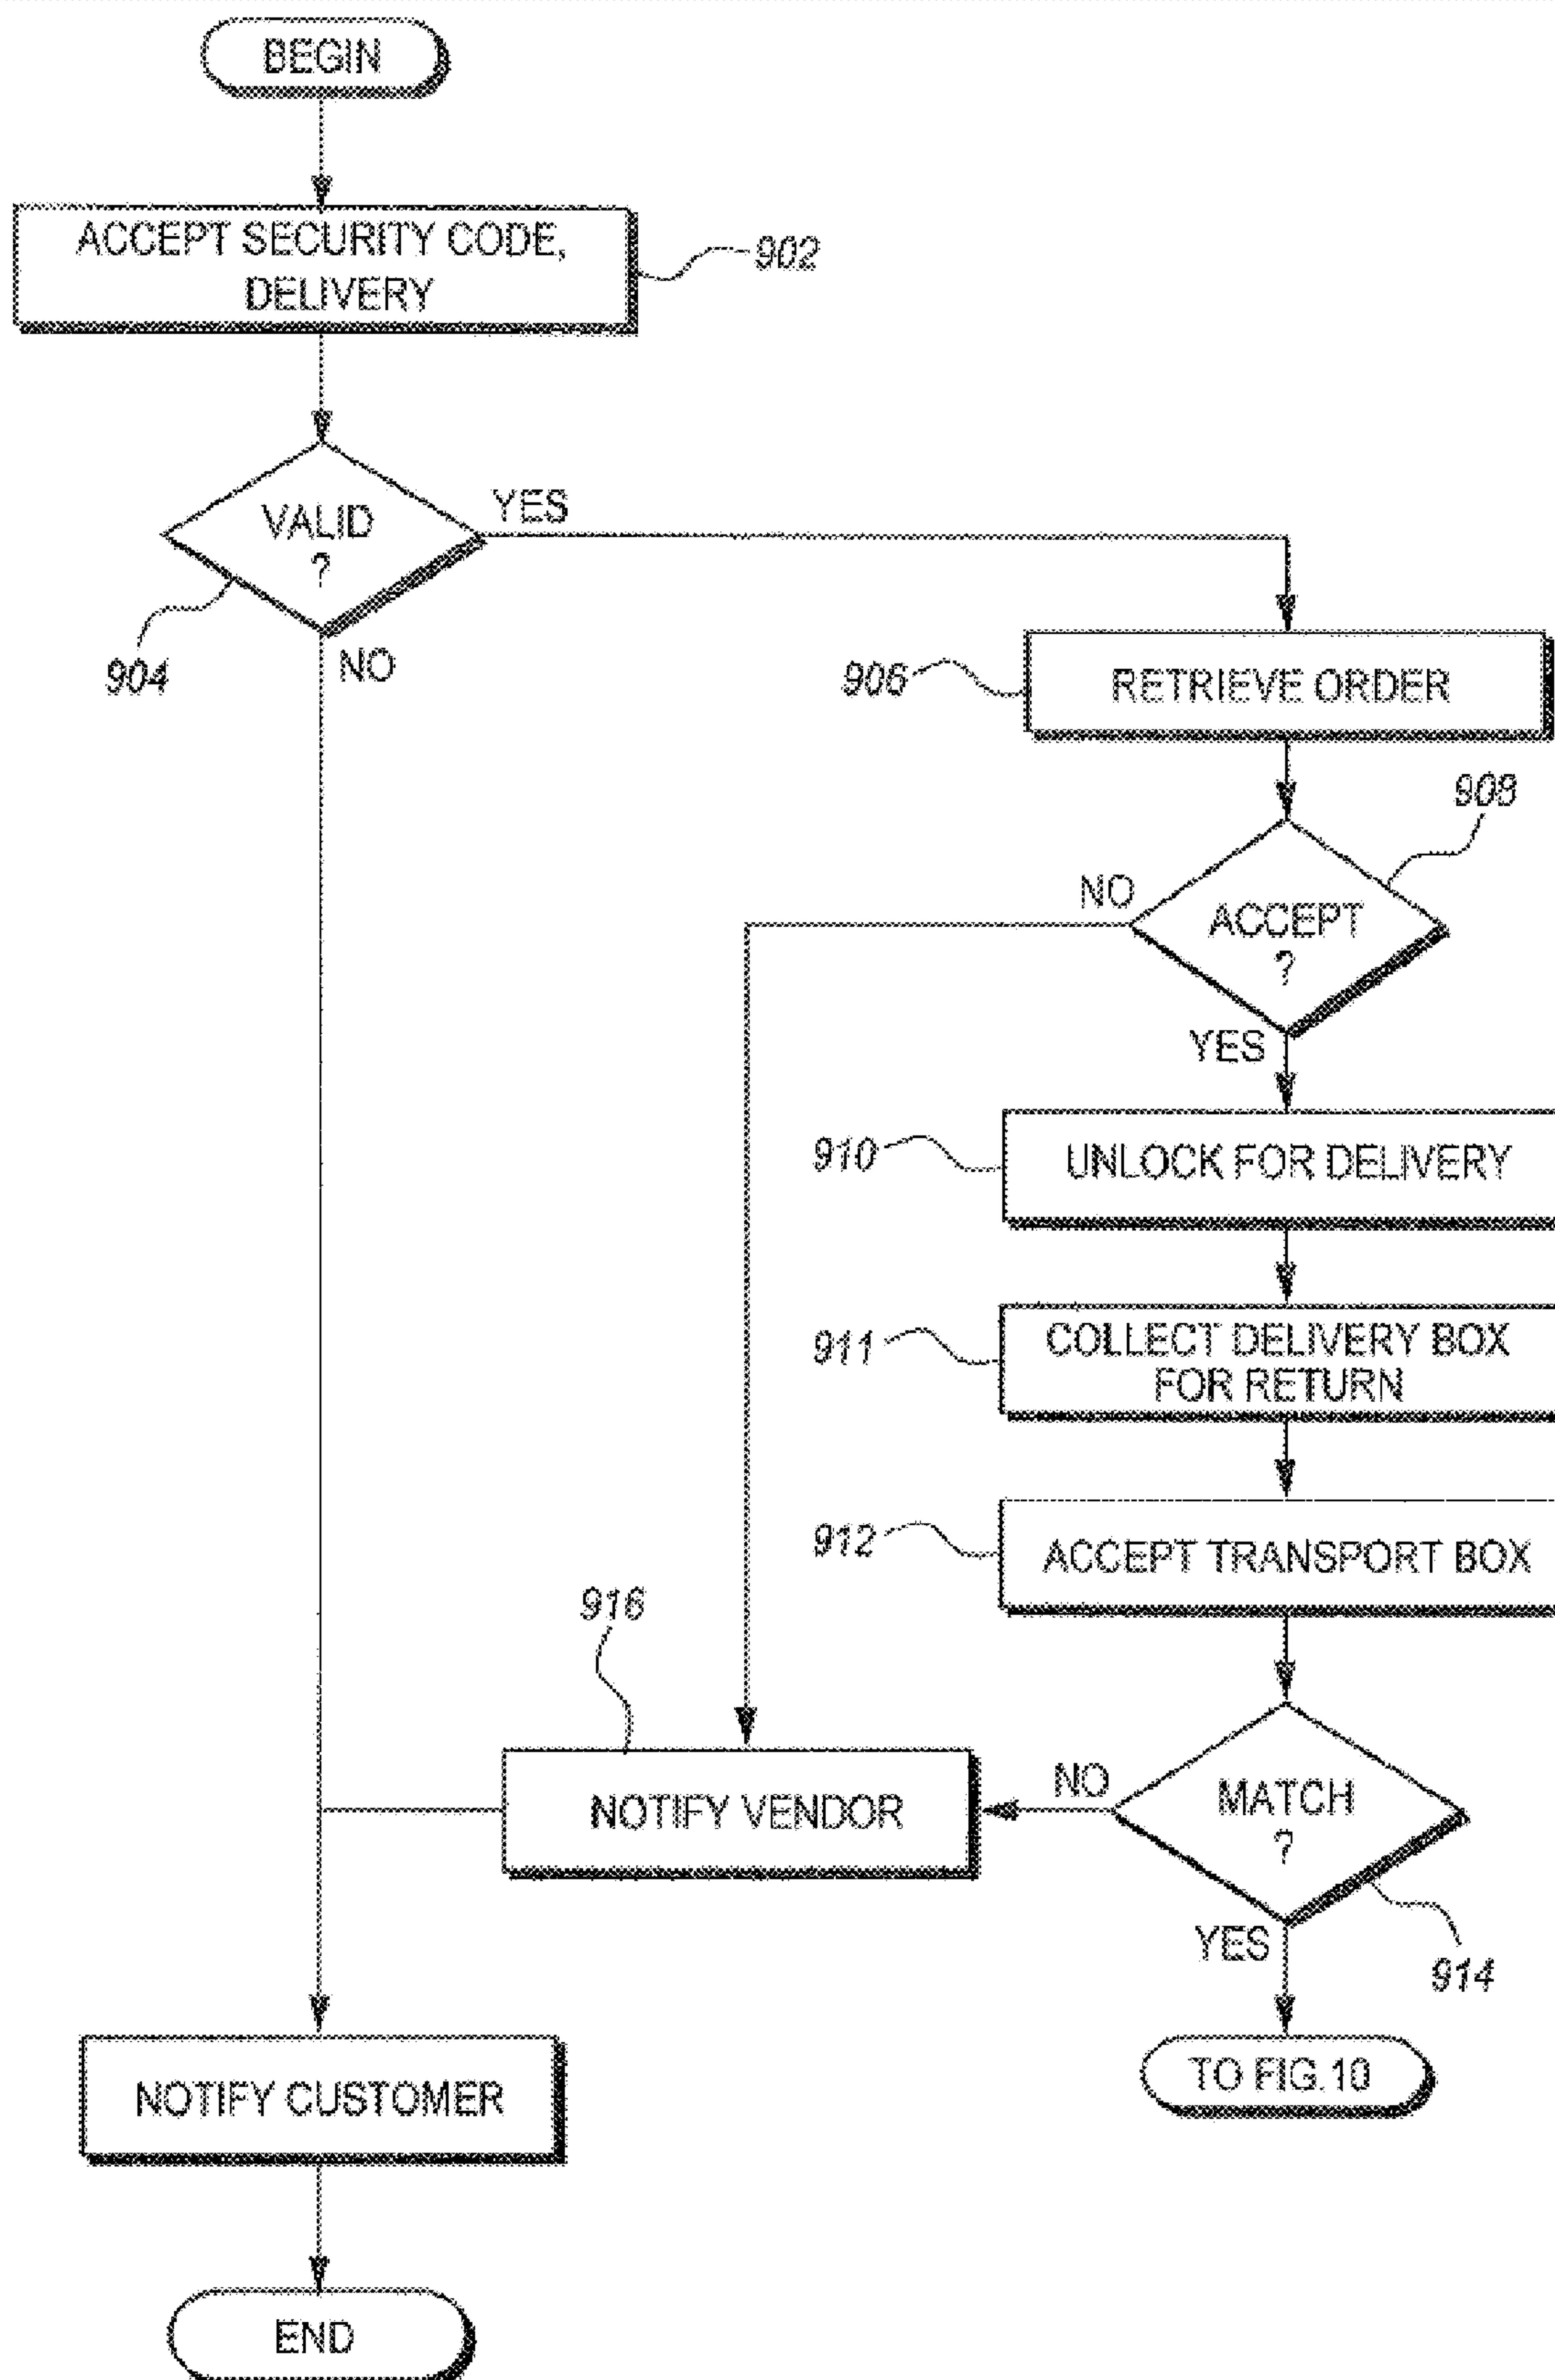 BEGIN
ACCEPT SECURITY CODE,
DELIVERY
902
VALID
?
YES
904
NO
906
RETRIEVE ORDER
908
NO
ACCEPT
?
YES
910
UNLOCK FOR DELIVERY
911
COLLECT DELIVERY BOX
FOR RETURN
912
ACCEPT TRANSPORT BOX
916
NOTIFY VENDOR
NO
MATCH
?
YES
914
NOTIFY CUSTOMER
TO FIG.10
END